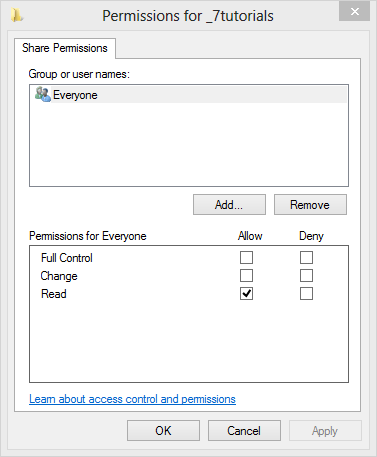 Permissions for _7tutorials
Share Permissions
Group or user names:
Everyone
Add... Remove
Permissions for Everyone Allow Deny
Full Control
Change
Read
Learn about access control and permissions
OK Cancel Apply